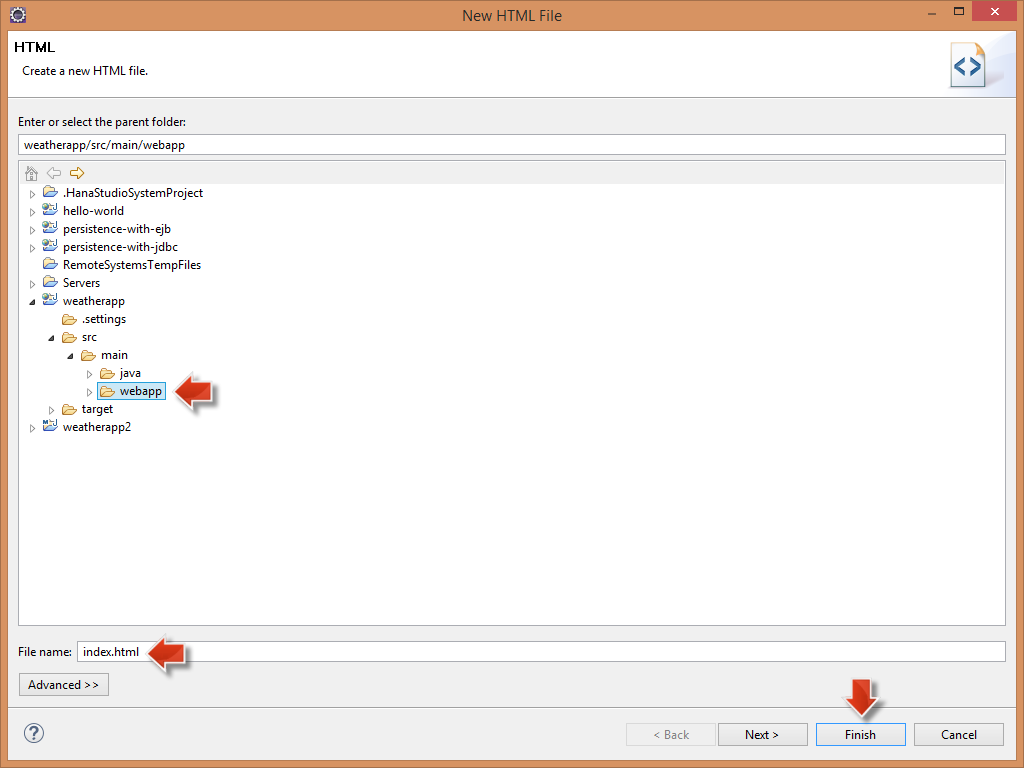 New HTML File
HTML
Create a new HTML file.
Enter or select the parent folder:
weatherapp/src/main/webapp
.HanaStudioSystemProject
hello-world
persistence-with-ejb
persistence-with-jdbc
RemoteSystemsTempFiles
Servers
weatherapp
.settings
src
main
java
webapp
target
weatherapp2
File name: index.html
Advanced >>
< Back Next > Finish Cancel